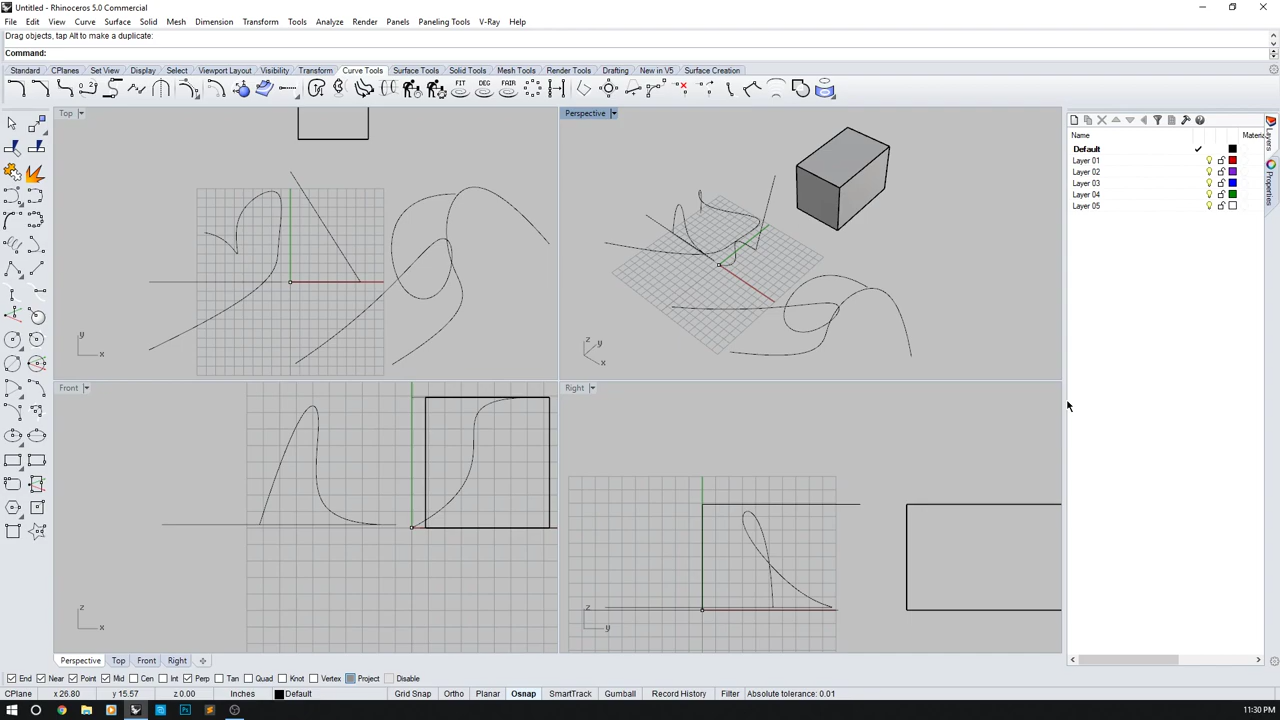 Untitled - Rhinoceros 5.0 Commercial
File Edit View Curve Surface Solid Mesh Dimension Transform Tools Analyze Render Panels Paneling Tools V-Ray Help
Drag objects, tap Alt to make a duplicate:
Command:
Standard CPlanes Set View Display Select Viewport Layout Visibility Transform Curve Tools Surface Tools Solid Tools Mesh Tools Render Tools Drafting New in V5 Surface Creation
FIT DEG FAIR
Top Perspective
Name Materi
Default
Layer 01
Layer 02
Layer 03
Layer 04
Layer 05
Layers
Properties
y x
z y x
Front Right
z x
z y
Perspective Top Front Right
End Near Point Mid Cen Int Perp Tan Quad Knot Vertex Project Disable
CPlane x 26.80 y 15.57 z 0.00 Inches Default Grid Snap Ortho Planar Osnap SmartTrack Gumball Record History Filter Absolute tolerance: 0.01
11:30 PM